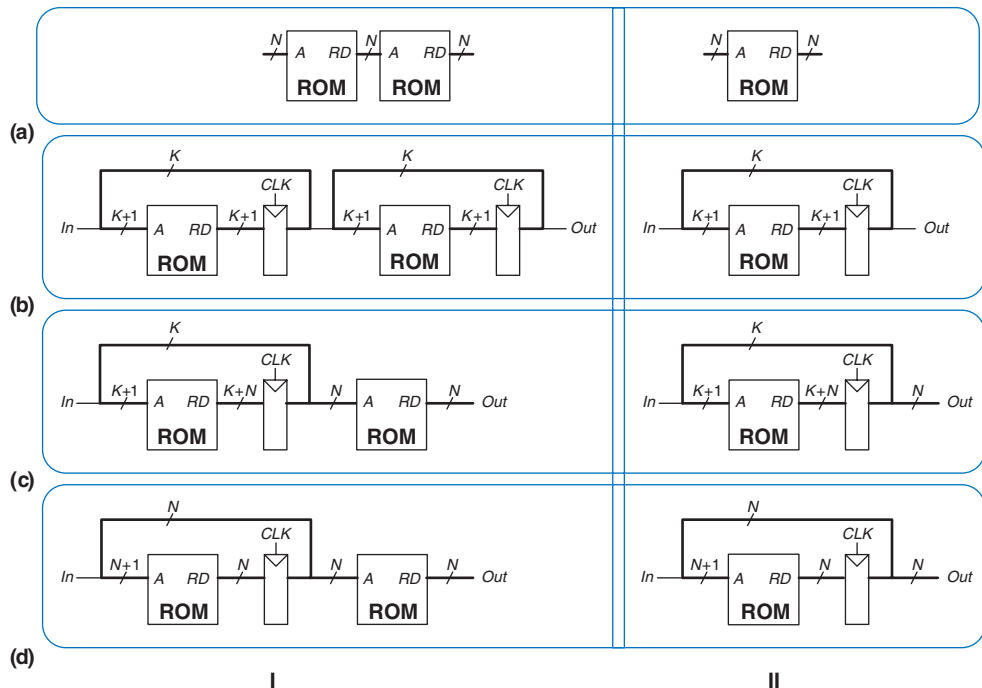 N A RD ROM N A RD ROM N
N A RD ROM N
(a)
K K K
CLK CLK CLK
In K+1 A RD ROM K+1 K+1 A RD ROM K+1 Out
In K+1 A RD ROM K+1 Out
(b)
K K
CLK CLK
In K+1 A RD ROM K+N N A RD ROM N Out
In K+1 A RD ROM K+N N Out
(c)
N N
CLK CLK
In N+1 A RD ROM N N A RD ROM N Out
In N+1 A RD ROM N N Out
(d)
I II